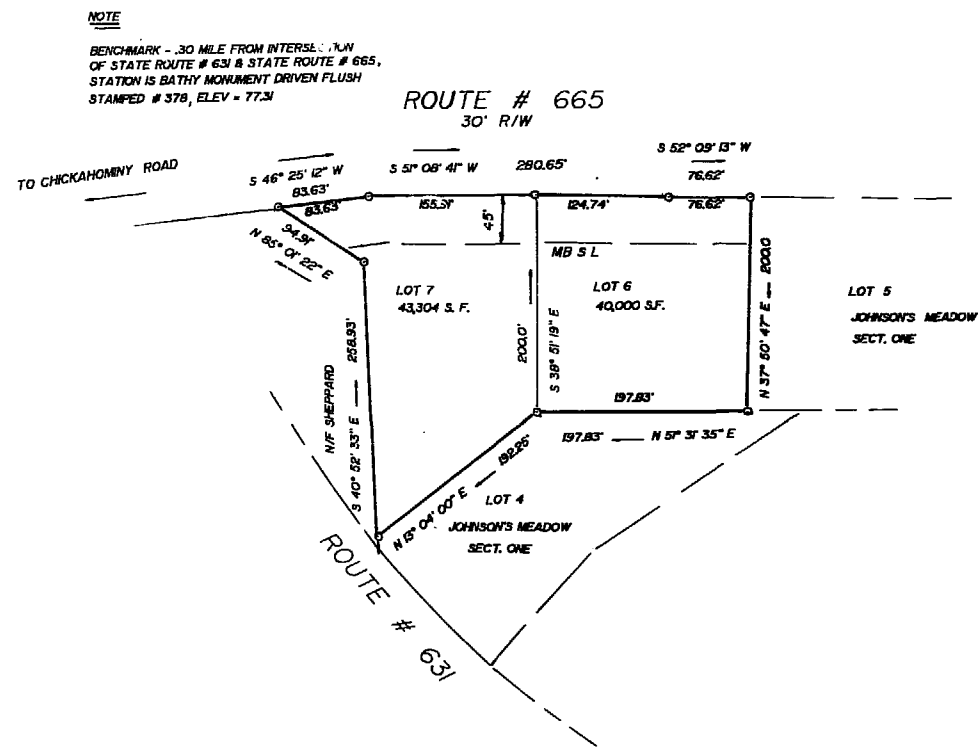 NOTE
BENCHMARK - .30 MILE FROM INTERSECTION
OF STATE ROUTE # 631 & STATE ROUTE # 665,
STATION IS BATHY MONUMENT DRIVEN FLUSH
STAMPED # 378, ELEV = 77.31
ROUTE # 665
30' R/W
TO CHICKAHOMINY ROAD
S 46° 25' 12" W
83.63'
83.63'
S 51° 08' 41" W
280.65'
S 52° 09' 13" W
76.62'
155.91'
124.74'
76.62'
45'
94.91'
N 85° 01' 22" E
MB S L
LOT 7
43,304 S. F.
LOT 6
40,000 S.F.
LOT 5
JOHNSON'S MEADOW
SECT. ONE
N/F SHEPPARD
S 40° 52' 33" E 258.93'
200.0'
S 38° 51' 19" E
N 37° 50' 47" E 200.0
197.83'
197.83' N 51° 31' 35" E
192.25'
N 13° 04' 00" E
LOT 4
JOHNSON'S MEADOW
SECT. ONE
ROUTE # 631